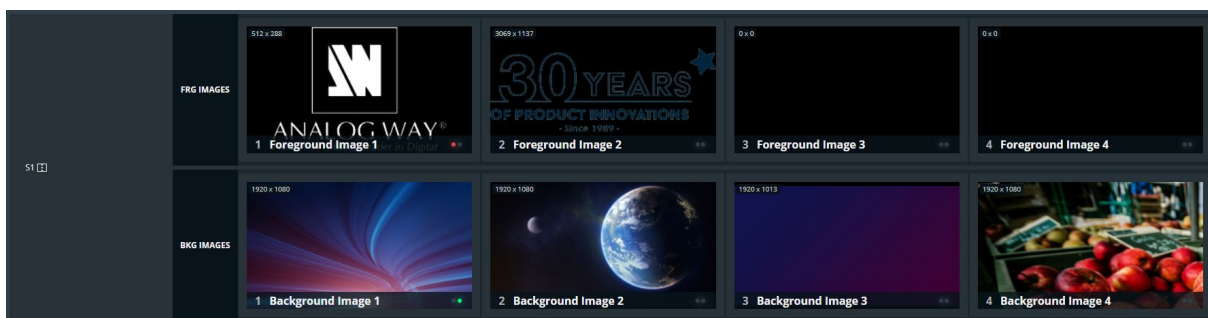 S1
FRG IMAGES
512 x 288
ANALOG WAY®
der in Digital
1 Foreground Image 1
3069 x 1137
30 YEARS
OF PRODUCT INNOVATIONS
- Since 1989 -
2 Foreground Image 2
0 x 0
3 Foreground Image 3
0 x 0
4 Foreground Image 4
BKG IMAGES
1920 x 1080
1 Background Image 1
1920 x 1080
2 Background Image 2
1920 x 1013
3 Background Image 3
1920 x 1080
4 Background Image 4